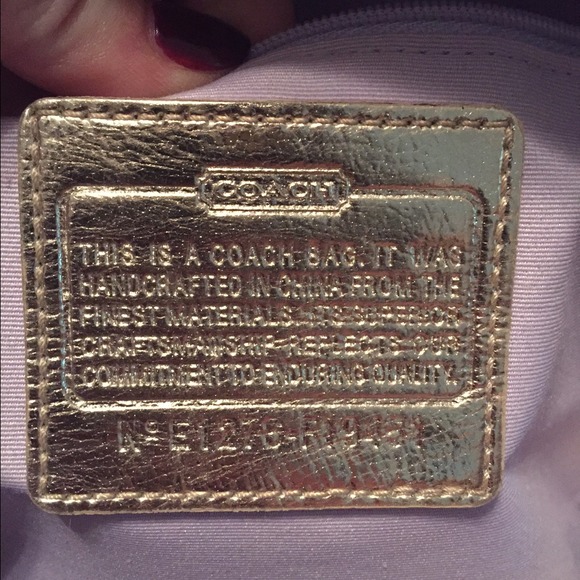 COACH
THIS IS A COACH BAG. IT WAS
HANDCRAFTED IN CHINA FROM THE
FINEST MATERIALS. ITS SUPERIOR
CRAFTSMANSHIP REFLECTS OUR
COMMITMENT TO ENDURING QUALITY.
Nº